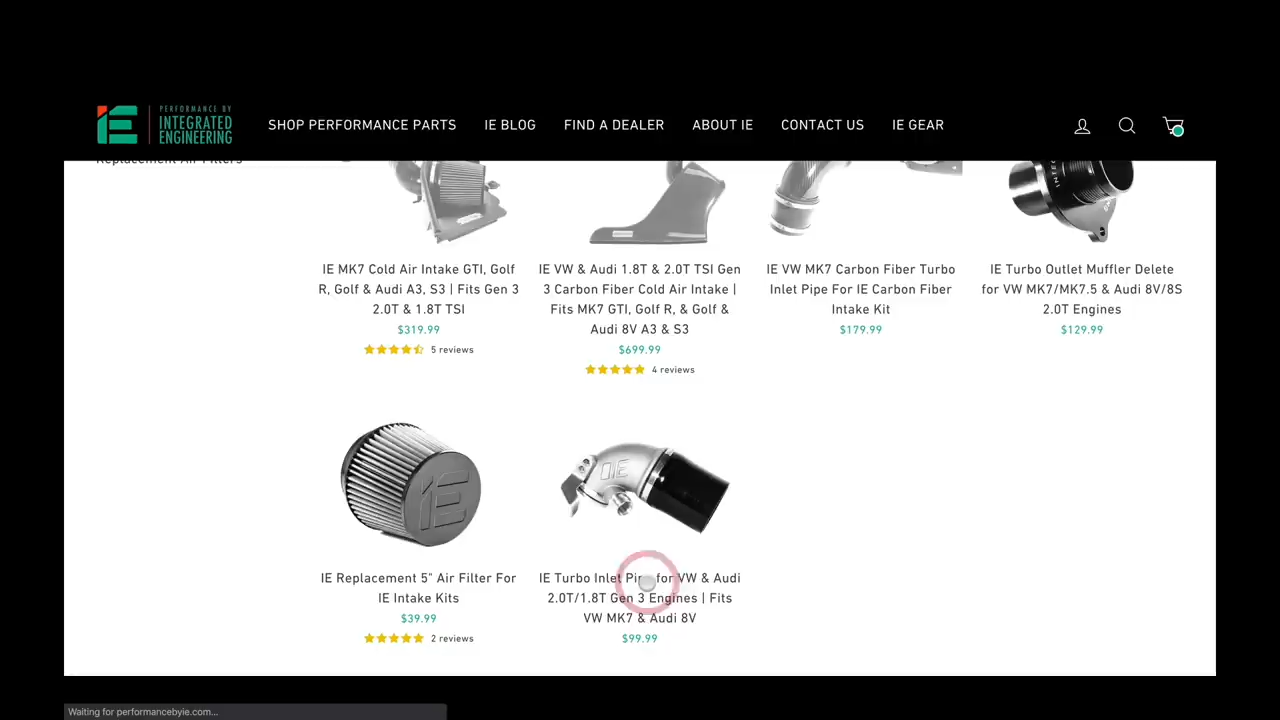 PERFORMANCE BY
INTEGRATED
ENGINEERING
IE
SHOP PERFORMANCE PARTS
IE BLOG
FIND A DEALER
ABOUT IE
CONTACT US
IE GEAR
Replacement Air Filters
IE MK7 Cold Air Intake GTI, Golf
R, Golf & Audi A3, S3 | Fits Gen 3
2.0T & 1.8T TSI
$319.99
5 reviews
IE VW & Audi 1.8T & 2.0T TSI Gen
3 Carbon Fiber Cold Air Intake |
Fits MK7 GTI, Golf R, & Golf &
Audi 8V A3 & S3
$699.99
4 reviews
IE VW MK7 Carbon Fiber Turbo
Inlet Pipe For IE Carbon Fiber
Intake Kit
$179.99
IE Turbo Outlet Muffler Delete
for VW MK7/MK7.5 & Audi 8V/8S
2.0T Engines
$129.99
IE
IE Replacement 5" Air Filter For
IE Intake Kits
$39.99
2 reviews
IE
IE Turbo Inlet Pipe for VW & Audi
2.0T/1.8T Gen 3 Engines | Fits
VW MK7 & Audi 8V
$99.99
Waiting for performancebyie.com...